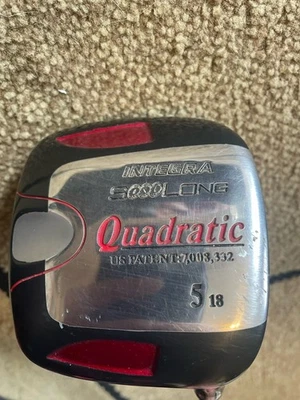 INTEGRA
SOOOLONG
Quadratic
US PATENT:7,008,332
5 18